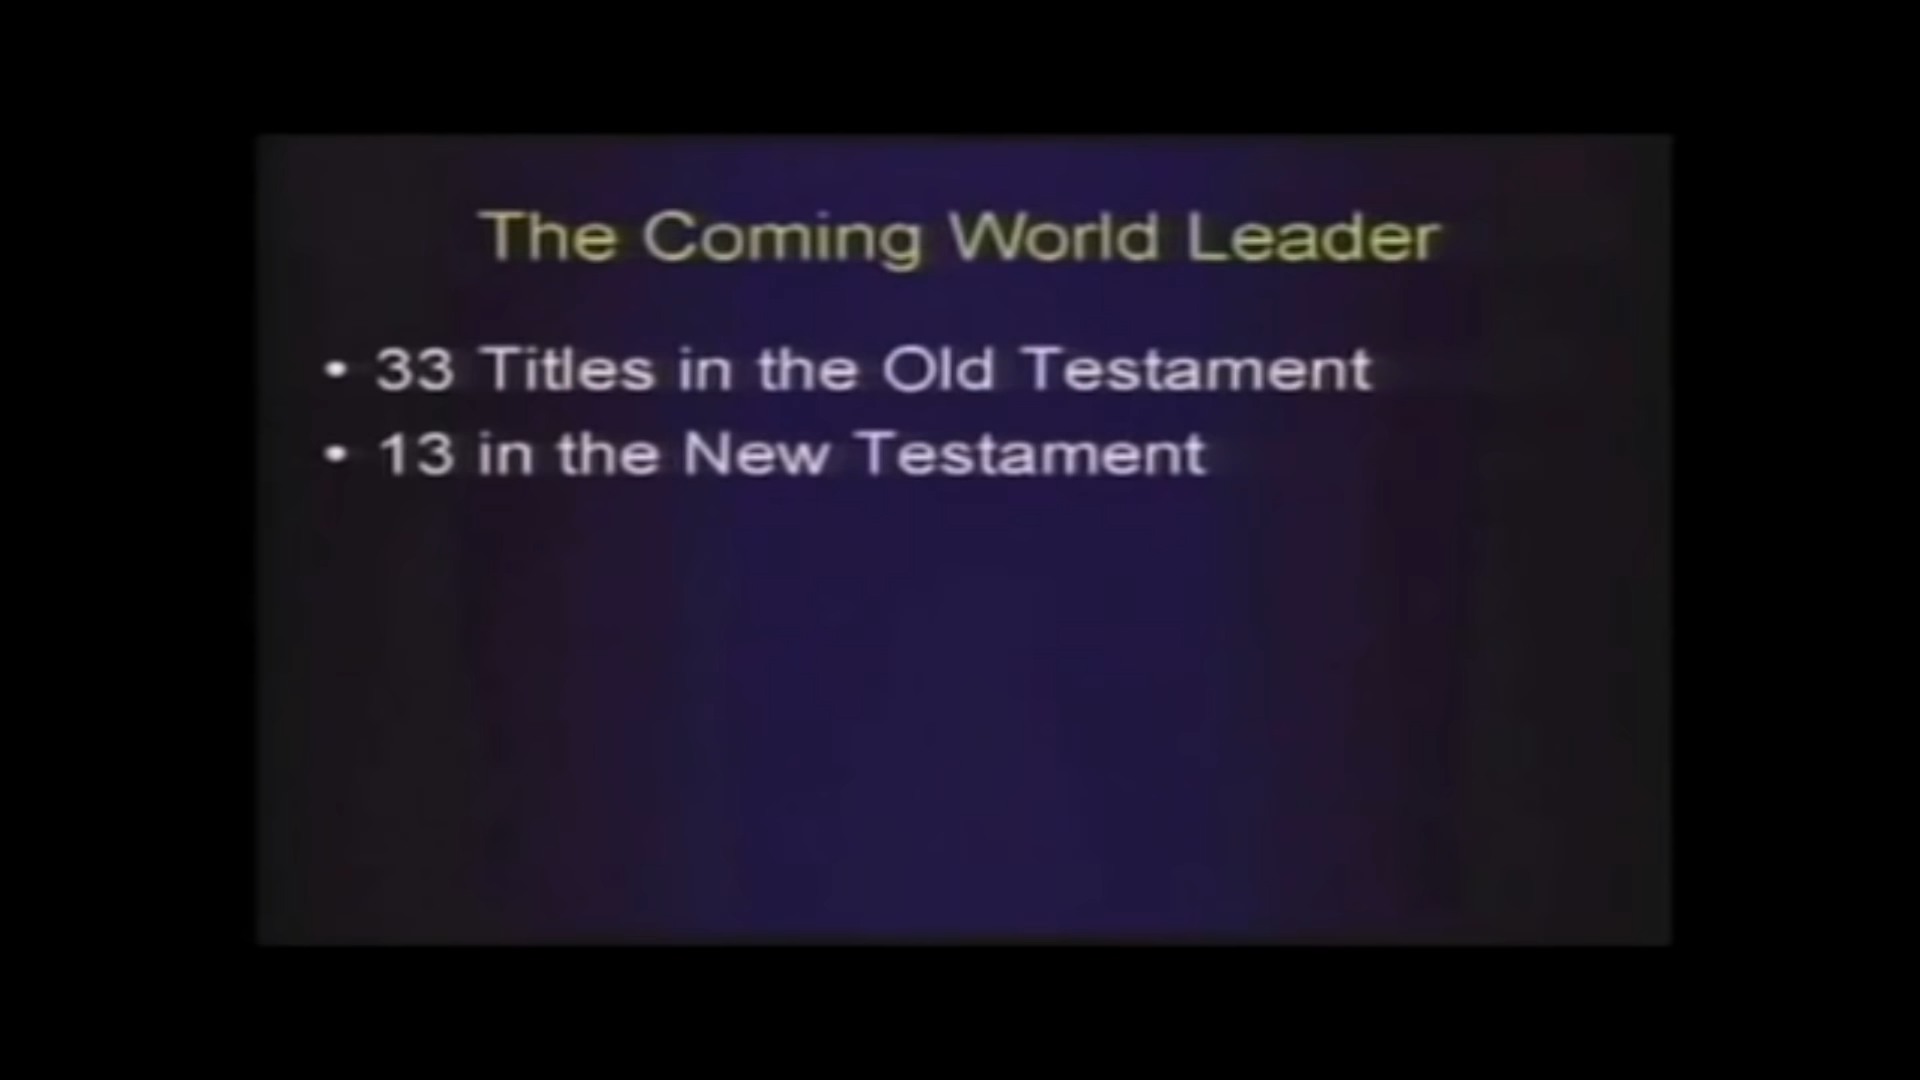 The Coming World Leader
• 33 Titles in the Old Testament
• 13 in the New Testament